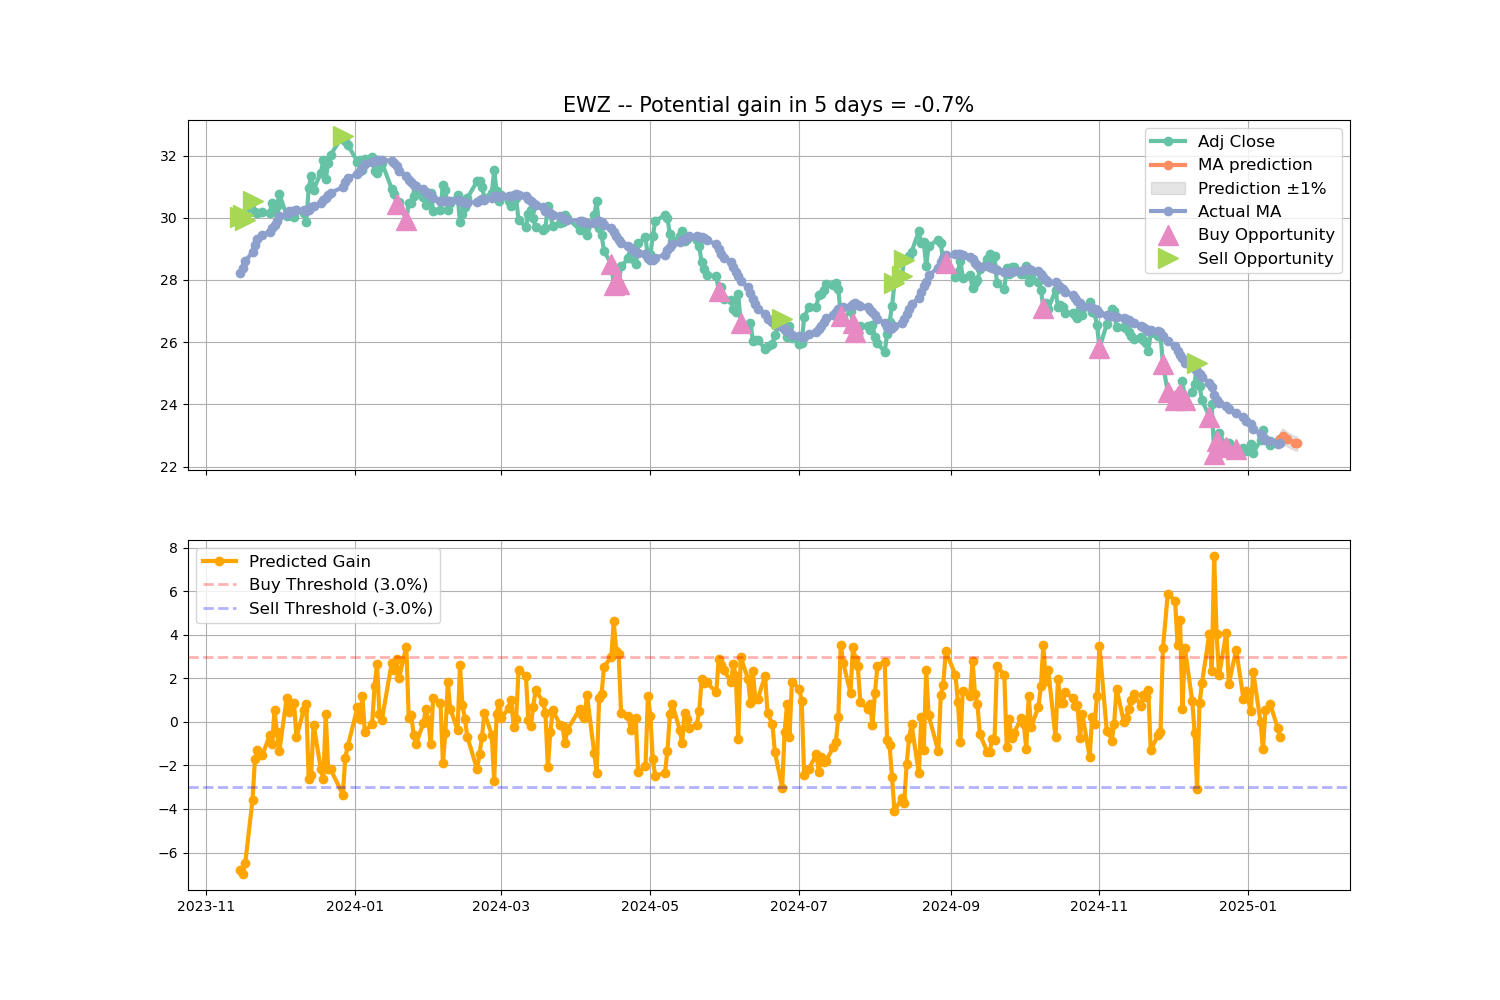 EWZ -- Potential gain in 5 days = -0.7%
32
30
28
26
24
22
Adj Close
MA prediction
Prediction ±1%
Actual MA
Buy Opportunity
Sell Opportunity
8
6
4
2
0
−2
−4
−6
Predicted Gain
Buy Threshold (3.0%)
Sell Threshold (-3.0%)
2023-11 2024-01 2024-03 2024-05 2024-07 2024-09 2024-11 2025-01